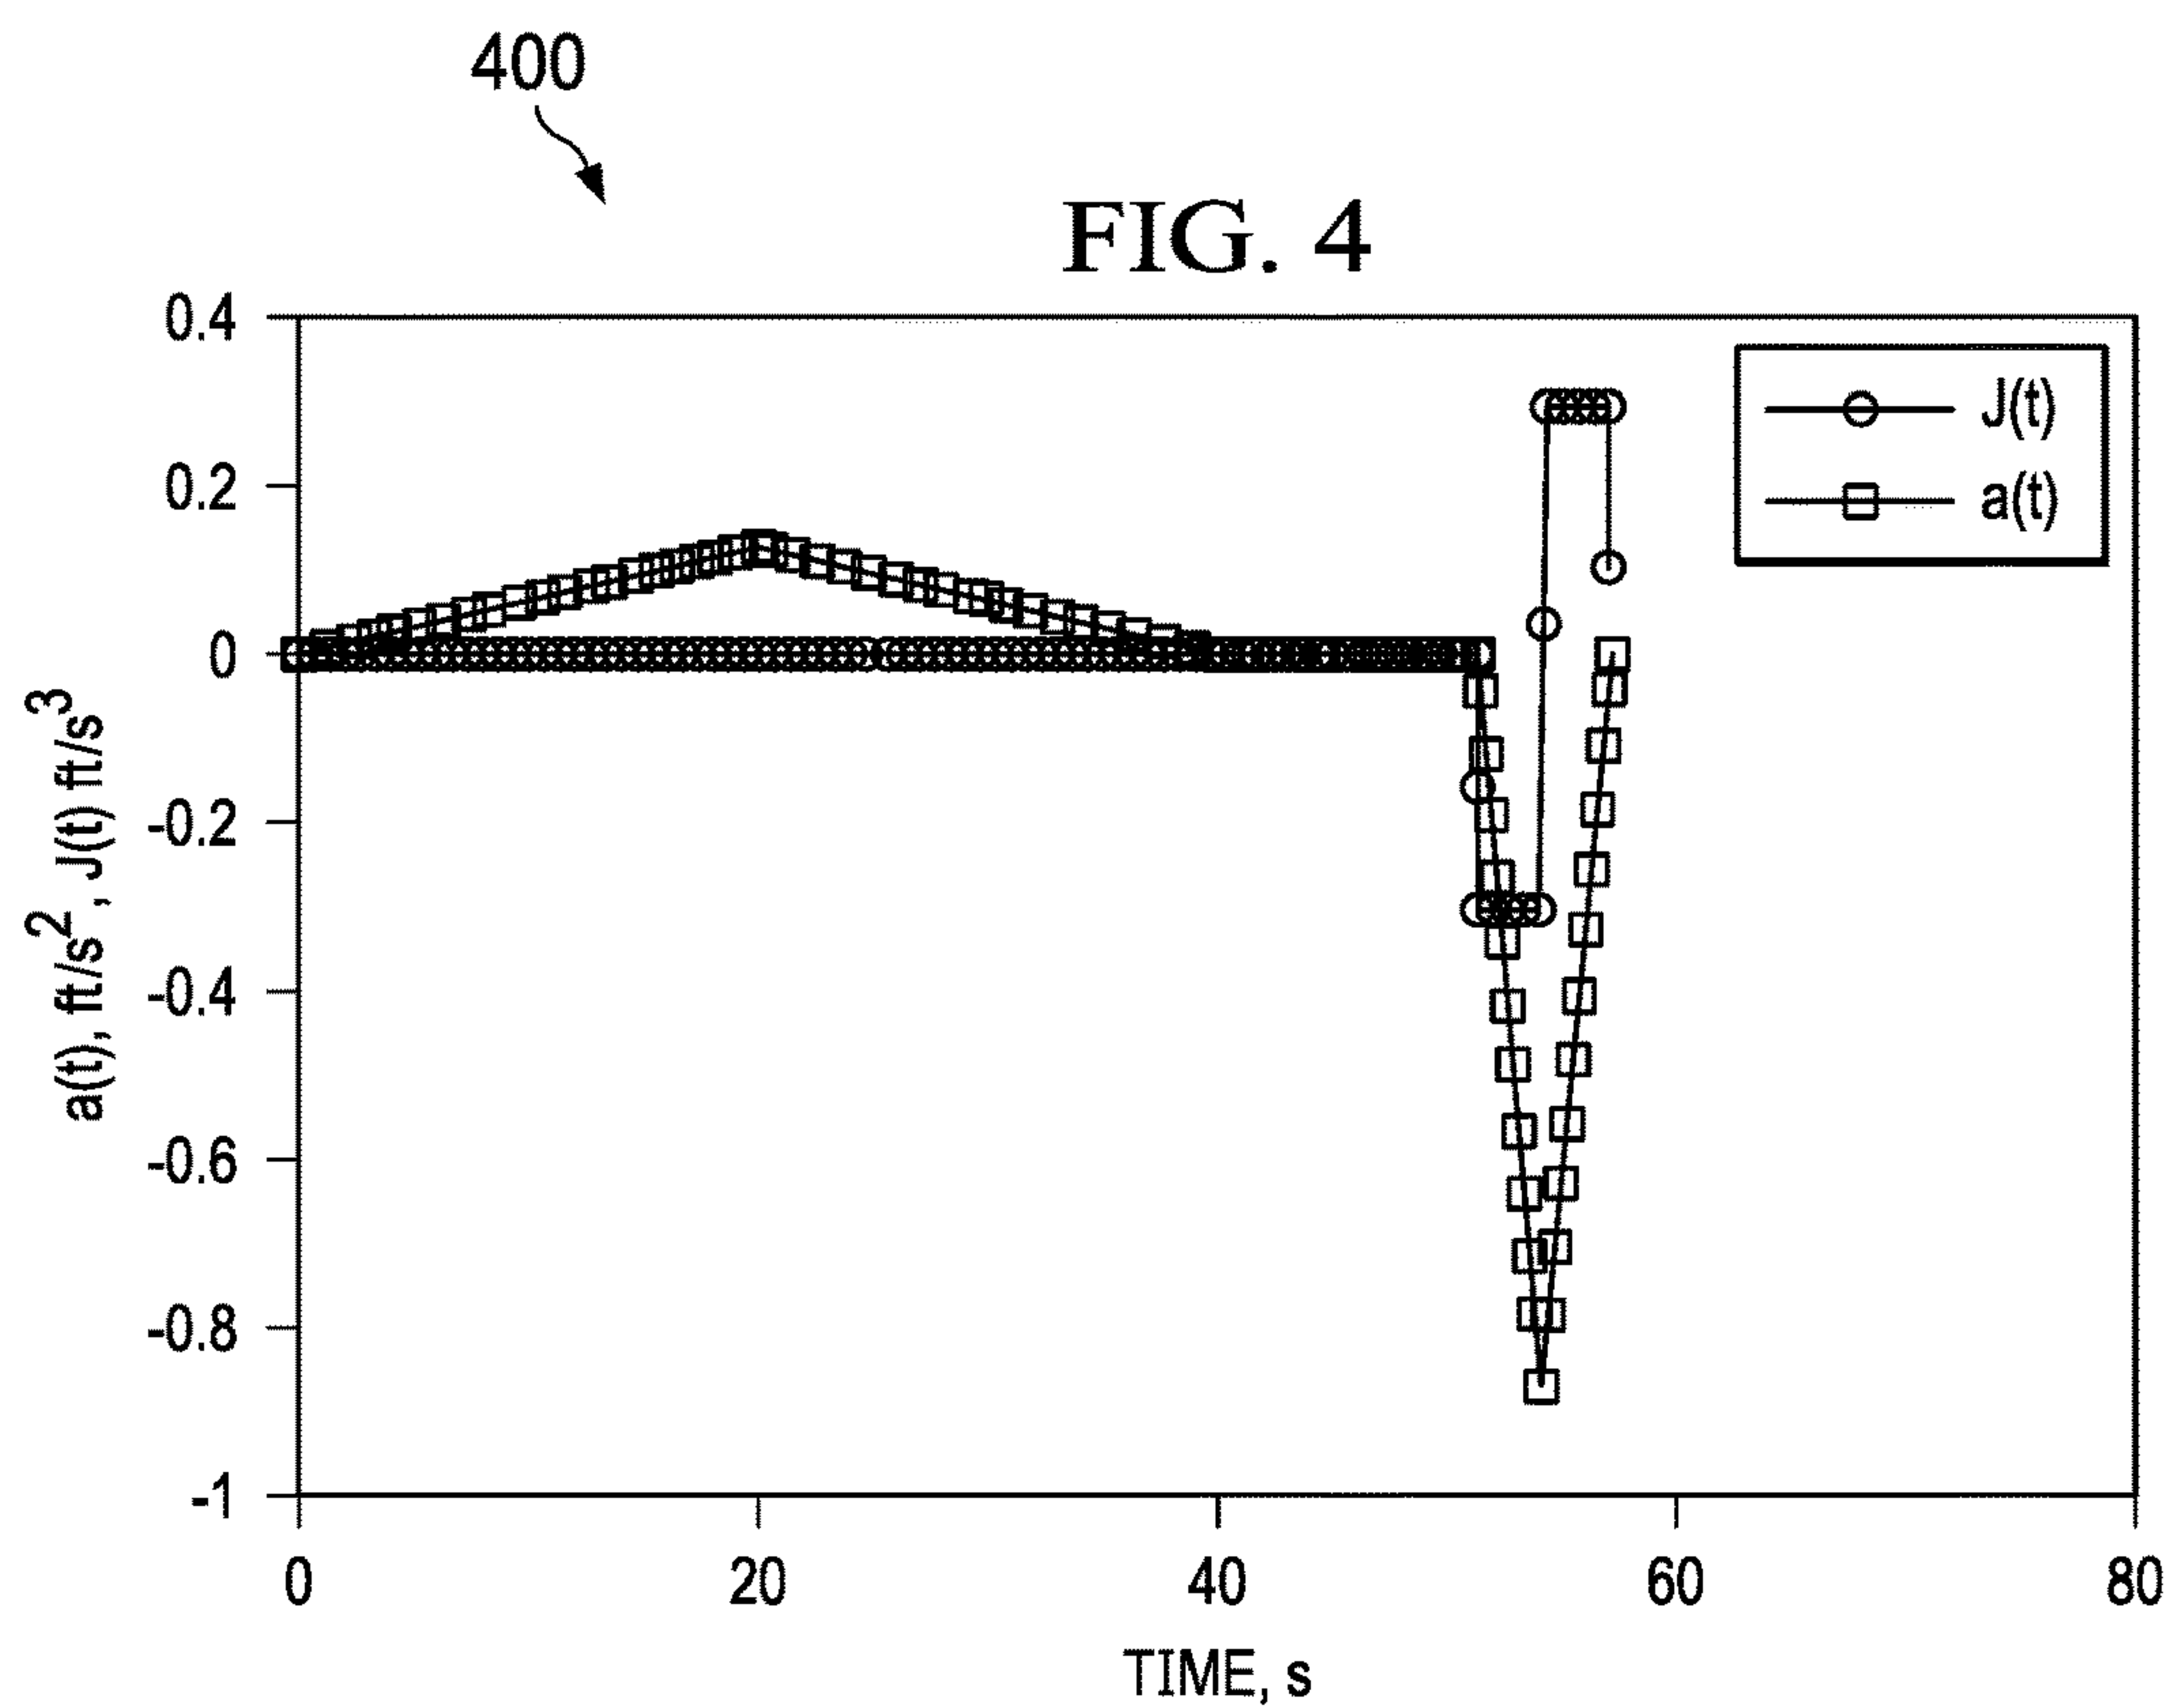 400
FIG. 4
0.4
0.2
0
-0.2
-0.4
-0.6
-0.8
-1
a(t), ft/s², J(t) ft/s³
J(t)
a(t)
0 20 40 60 80
TIME, s